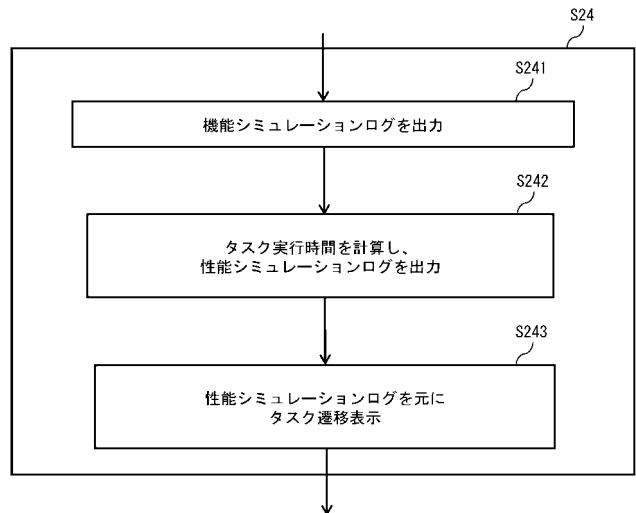 S24
S241
機能シミュレーションログを出力
S242
タスク実行時間を計算し、
性能シミュレーションログを出力
S243
性能シミュレーションログを元に
タスク遷移表示